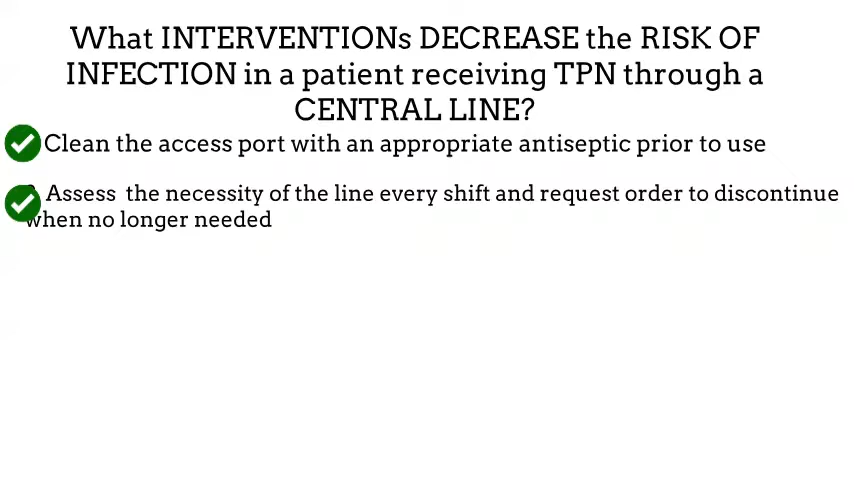 What INTERVENTIONs DECREASE the RISK OF
INFECTION in a patient receiving TPN through a
CENTRAL LINE?
Clean the access port with an appropriate antiseptic prior to use
Assess the necessity of the line every shift and request order to discontinue
when no longer needed